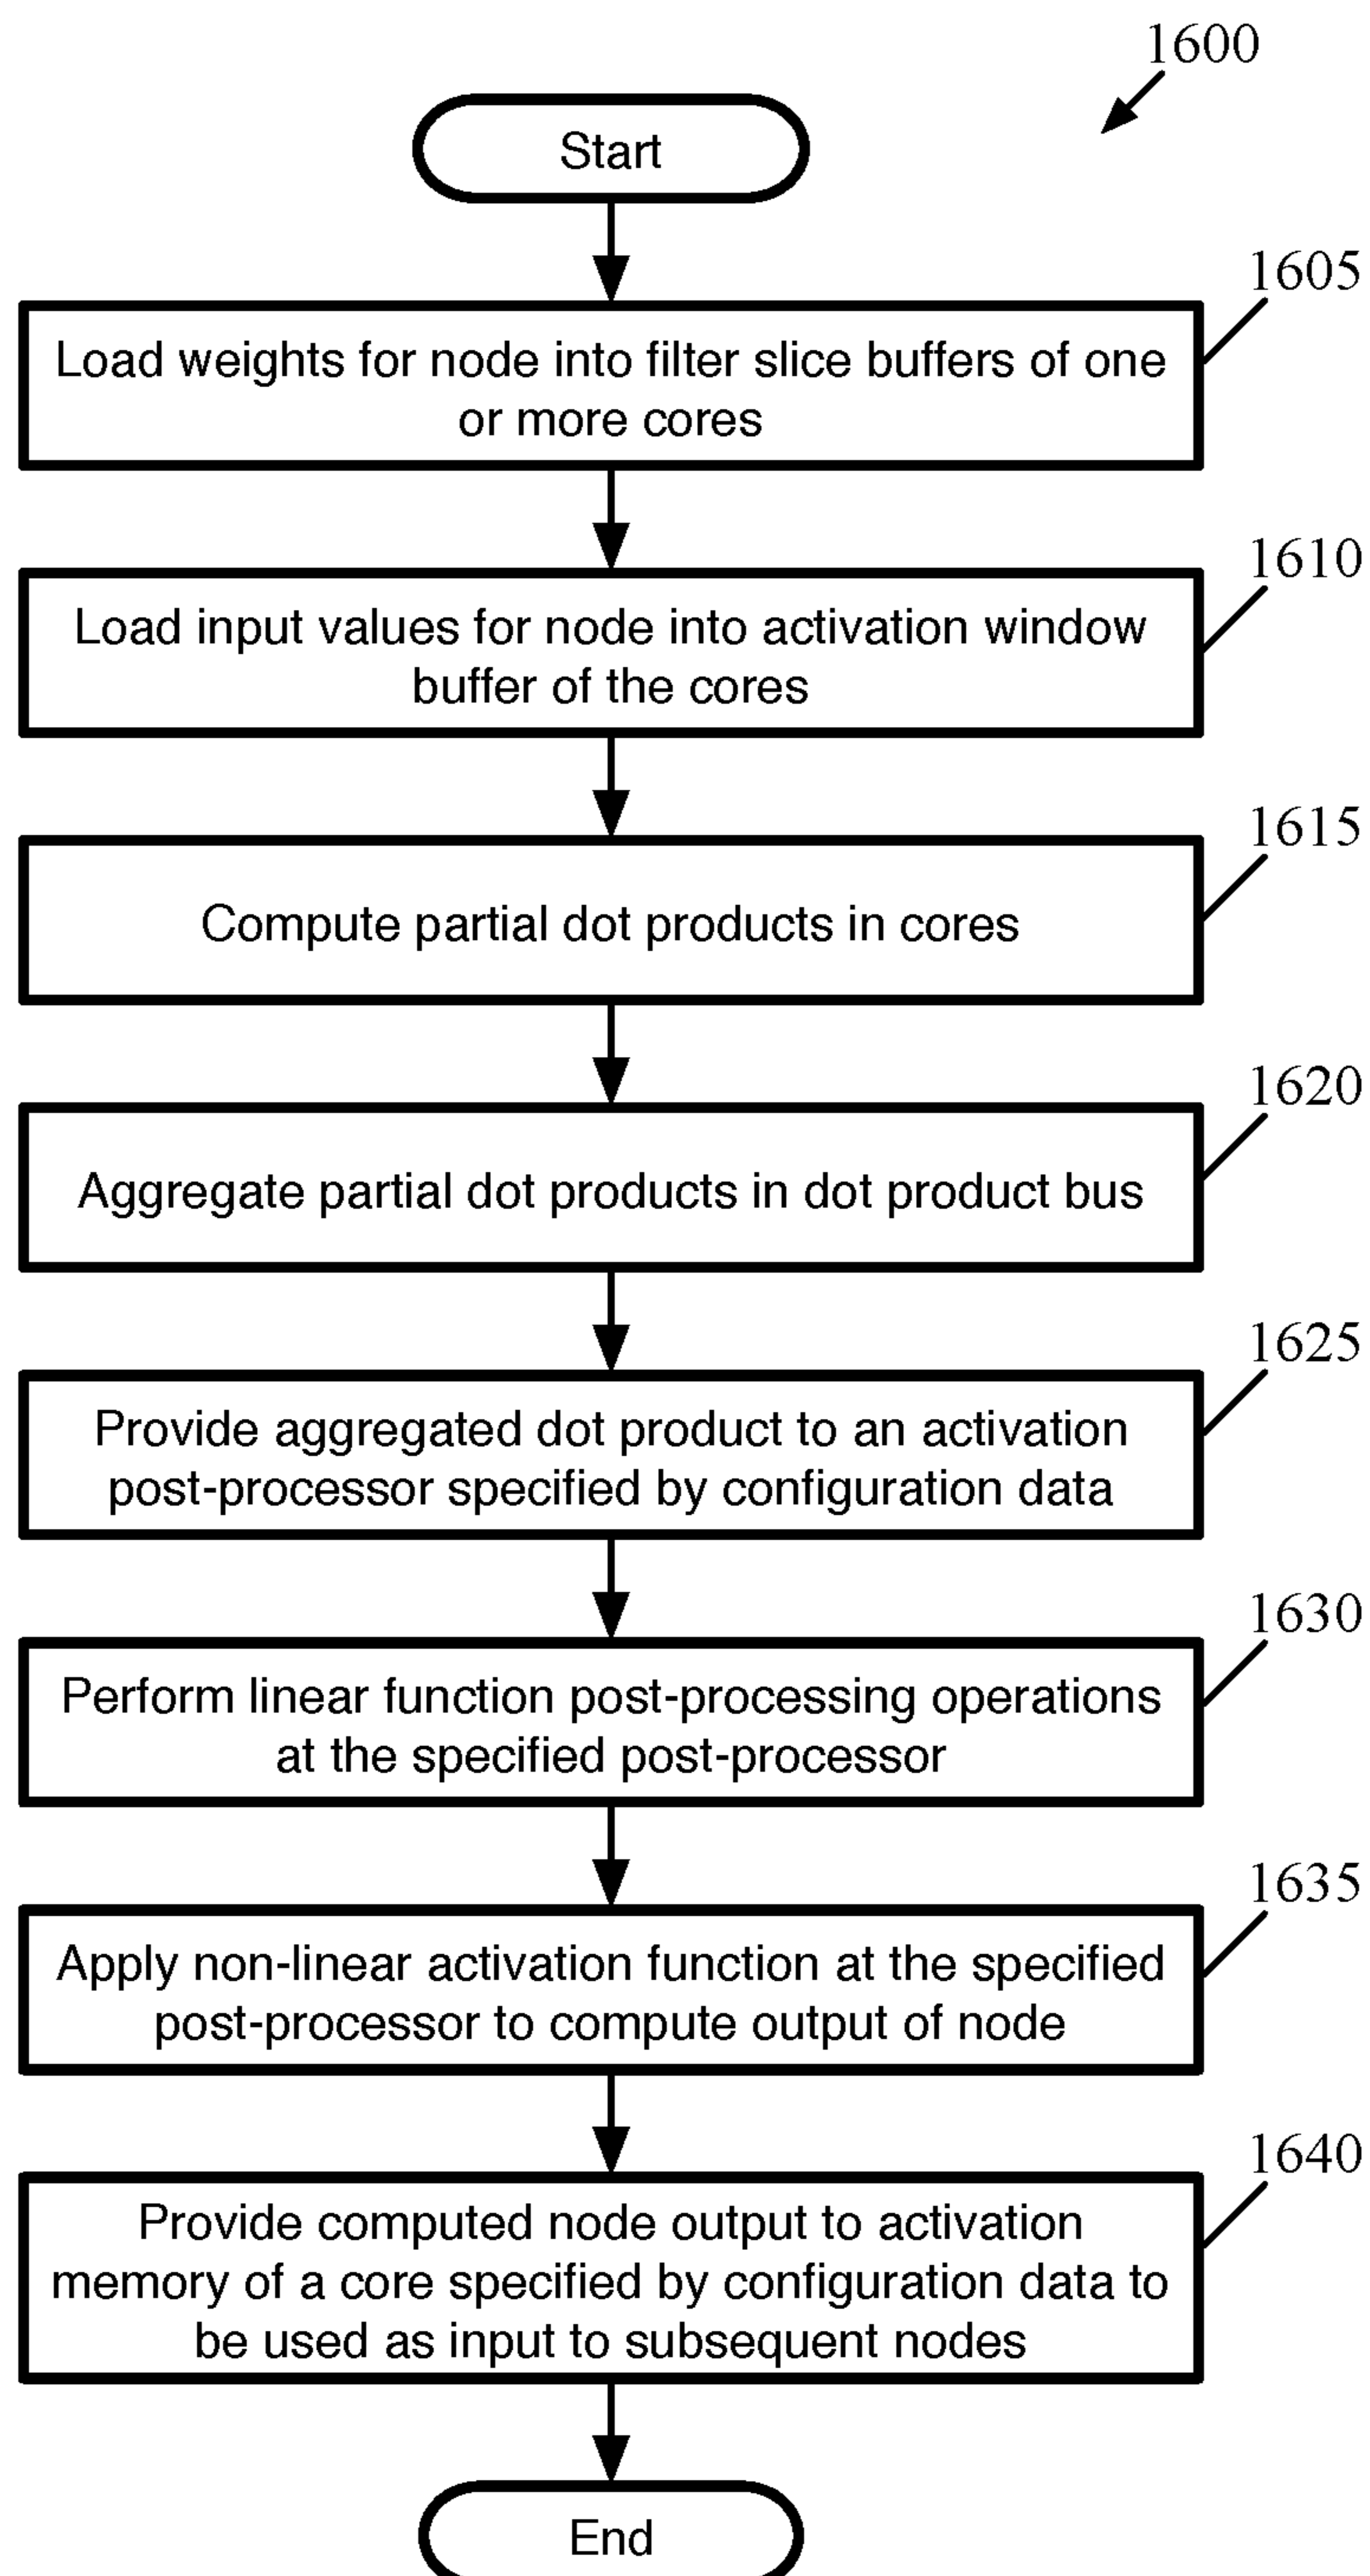 1600
Start
1605
Load weights for node into filter slice buffers of one
or more cores
1610
Load input values for node into activation window
buffer of the cores
1615
Compute partial dot products in cores
1620
Aggregate partial dot products in dot product bus
1625
Provide aggregated dot product to an activation
post-processor specified by configuration data
1630
Perform linear function post-processing operations
at the specified post-processor
1635
Apply non-linear activation function at the specified
post-processor to compute output of node
1640
Provide computed node output to activation
memory of a core specified by configuration data to
be used as input to subsequent nodes
End